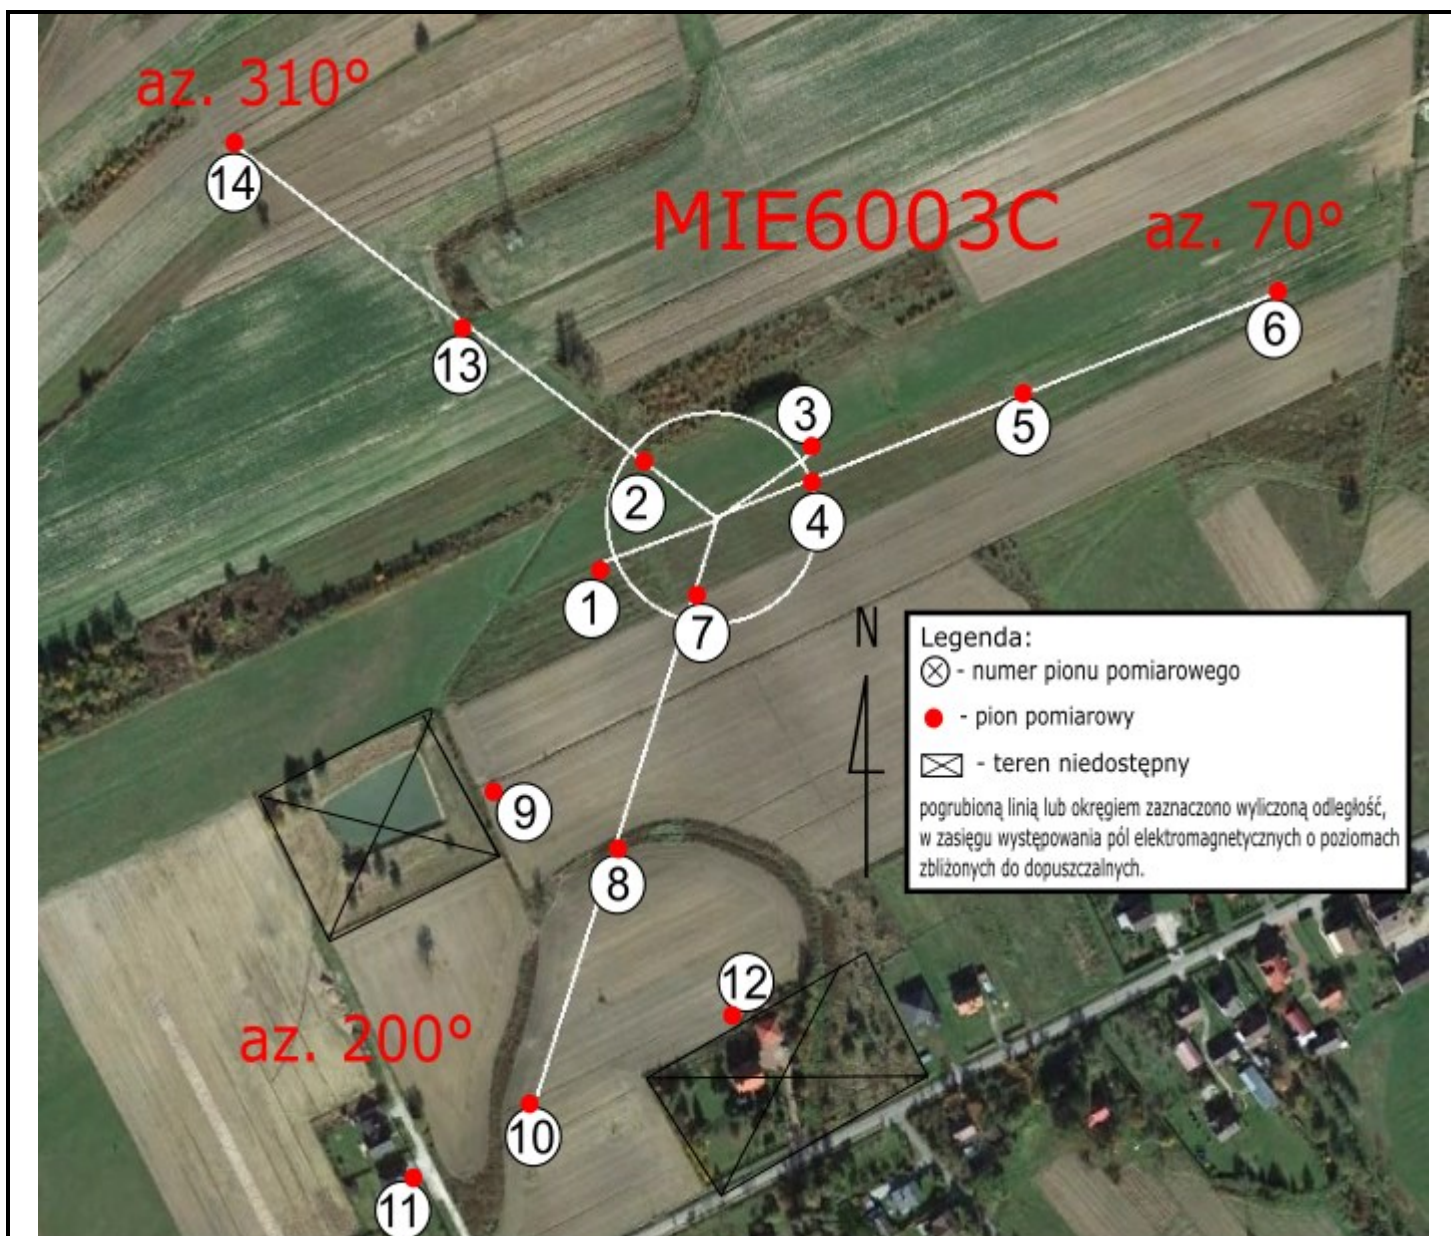 az. 310°
14
MIE6003C
az. 70°
6
13
3
5
2
4
1
7
N
Legenda:
- numer pionu pomiarowego
- pion pomiarowy
- teren niedostępny
pogrubioną linią lub okręgiem zaznaczono wyliczoną odległość,
w zasięgu występowania pól elektromagnetycznych o poziomach
zbliżonych do dopuszczalnych.
9
8
12
az. 200°
10
11